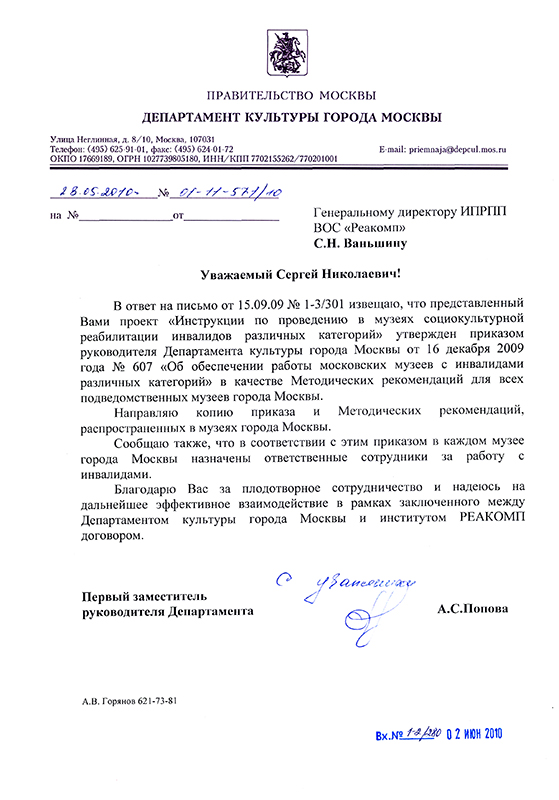 ПРАВИТЕЛЬСТВО МОСКВЫ
ДЕПАРТАМЕНТ КУЛЬТУРЫ ГОРОДА МОСКВЫ
Улица Неглинная, д. 8/10, Москва, 107031
Телефон: (495) 625-91-01, факс: (495) 624-01-72
E-mail: priemnaja@depcul.mos.ru
ОКПО 17669189, ОГРН 1027739805180, ИНН/КПП 7702155262/770201001
28.05.2010 № 01-11-571/10
на № от
Генеральному директору ИПРПП
ВОС «Реакомп»
С.Н. Ваньшину
Уважаемый Сергей Николаевич!
В ответ на письмо от 15.09.09 № 1-3/301 извещаю, что представленный
Вами проект «Инструкции по проведению в музеях социокультурной
реабилитации инвалидов различных категорий» утвержден приказом
руководителя Департамента культуры города Москвы от 16 декабря 2009
года № 607 «Об обеспечении работы московских музеев с инвалидами
различных категорий» в качестве Методических рекомендаций для всех
подведомственных музеев города Москвы.
Направляю копию приказа и Методических рекомендаций,
распространенных в музеях города Москвы.
Сообщаю также, что в соответствии с этим приказом в каждом музее
города Москвы назначены ответственные сотрудники за работу с
инвалидами.
Благодарю Вас за плодотворное сотрудничество и надеюсь на
дальнейшее эффективное взаимодействие в рамках заключенного между
Департаментом культуры города Москвы и институтом РЕАКОМП
договором.
С уважением
Первый заместитель
руководителя Департамента
А.С.Попова
А.В. Горянов 621-73-81
Вх.№ 1-2/280 02 ИЮН 2010